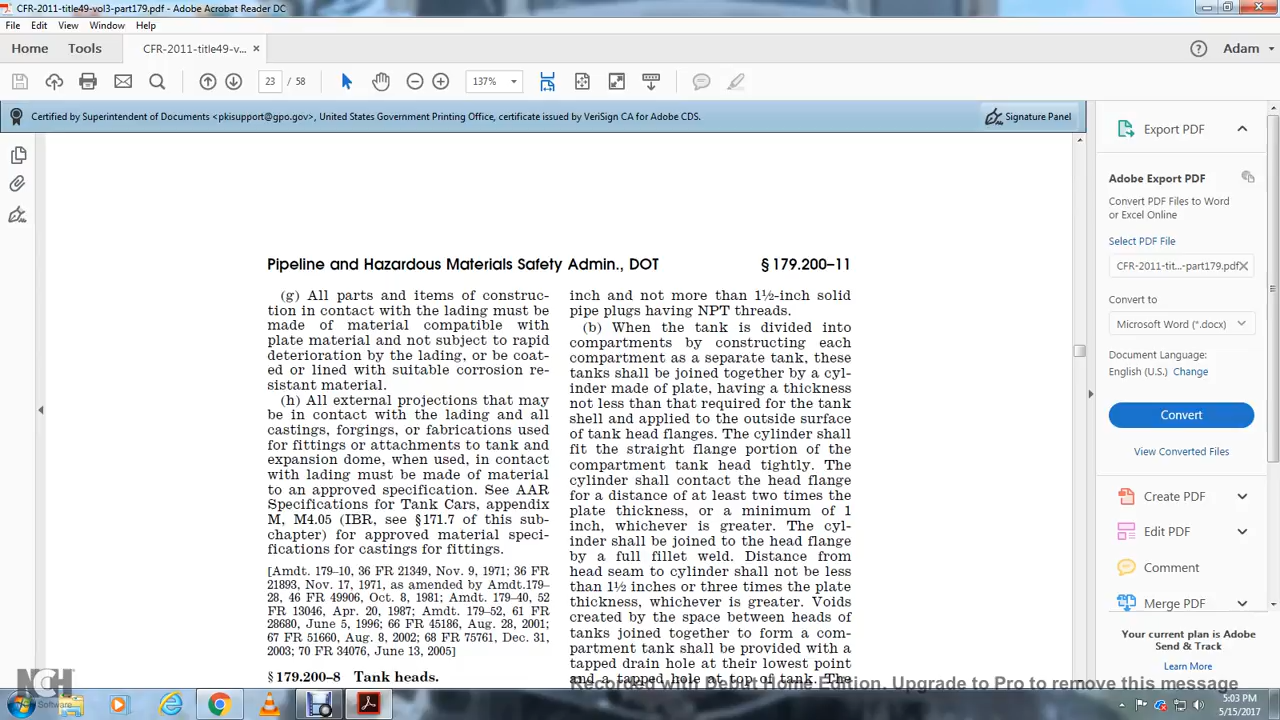 CFR-2011-title49-vol3-part179.pdf - Adobe Acrobat Reader DC
File Edit View Window Help
Home Tools CFR-2011-title49-v... × Adam
23 / 58 137%
Certified by Superintendent of Documents <pkisupport@gpo.gov>, United States Government Printing Office, certificate issued by VeriSign CA for Adobe CDS.
Signature Panel
Pipeline and Hazardous Materials Safety Admin., DOT § 179.200–11
(g) All parts and items of construc-
tion in contact with the lading must be
made of material compatible with
plate material and not subject to rapid
deterioration by the lading, or be coat-
ed or lined with suitable corrosion re-
sistant material.
(h) All external projections that may
be in contact with the lading and all
castings, forgings, or fabrications used
for fittings or attachments to tank and
expansion dome, when used, in contact
with lading must be made of material
to an approved specification. See AAR
Specifications for Tank Cars, appendix
M, M4.05 (IBR, see § 171.7 of this sub-
chapter) for approved material speci-
fications for castings for fittings.
[Amdt. 179–10, 36 FR 21349, Nov. 9, 1971; 36 FR
21893, Nov. 17, 1971, as amended by Amdt.179–
28, 46 FR 49906, Oct. 8, 1981; Amdt. 179–40, 52
FR 13046, Apr. 20, 1987; Amdt. 179–52, 61 FR
28680, June 5, 1996; 66 FR 45186, Aug. 28, 2001;
67 FR 51660, Aug. 8, 2002; 68 FR 75761, Dec. 31,
2003; 70 FR 34076, June 13, 2005]
§ 179.200–8 Tank heads.
inch and not more than 1½-inch solid
pipe plugs having NPT threads.
(b) When the tank is divided into
compartments by constructing each
compartment as a separate tank, these
tanks shall be joined together by a cyl-
inder made of plate, having a thickness
not less than that required for the tank
shell and applied to the outside surface
of tank head flanges. The cylinder shall
fit the straight flange portion of the
compartment tank head tightly. The
cylinder shall contact the head flange
for a distance of at least two times the
plate thickness, or a minimum of 1
inch, whichever is greater. The cyl-
inder shall be joined to the head flange
by a full fillet weld. Distance from
head seam to cylinder shall not be less
than 1½ inches or three times the plate
thickness, whichever is greater. Voids
created by the space between heads of
tanks joined together to form a com-
partment tank shall be provided with a
tapped drain hole at their lowest point
and a tapped hole at top of tank. The
Export PDF
Adobe Export PDF
Convert PDF Files to Word
or Excel Online
Select PDF File
CFR-2011-tit...-part179.pdf
Convert to
Microsoft Word (*.docx)
Document Language:
English (U.S.) Change
Convert
View Converted Files
Create PDF
Edit PDF
Comment
Merge PDF
Your current plan is Adobe
Send & Track
Learn More
Recorded with Debut Home Edition. Upgrade to Pro to remove this message
NCH
Software
5:03 PM
5/15/2017